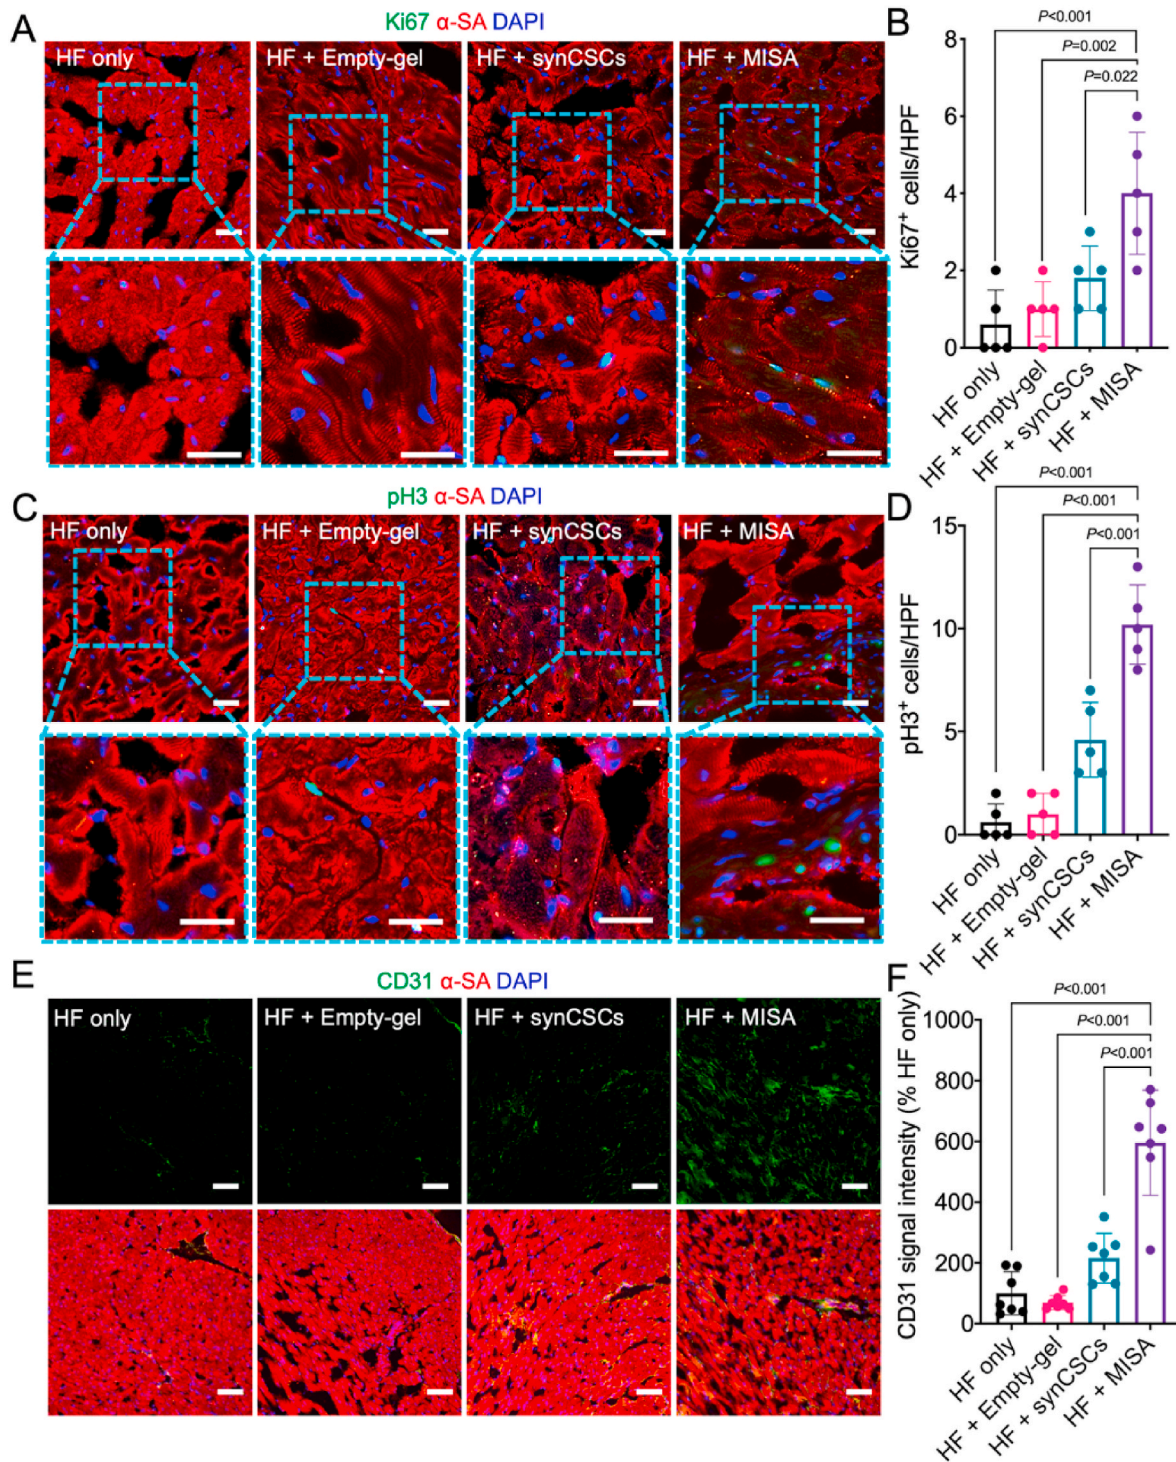 A
Ki67 α-SA DAPI
HF only
HF + Empty-gel
HF + synCSCs
HF + MISA
B
P<0.001
P=0.002
P=0.022
Ki67+ cells/HPF
8
6
4
2
0
HF only
HF + Empty-gel
HF + synCSCs
HF + MISA
C
pH3 α-SA DAPI
HF only
HF + Empty-gel
HF + synCSCs
HF + MISA
D
P<0.001
P<0.001
P<0.001
pH3+ cells/HPF
15
10
5
0
HF only
HF + Empty-gel
HF + synCSCs
HF + MISA
E
CD31 α-SA DAPI
HF only
HF + Empty-gel
HF + synCSCs
HF + MISA
F
P<0.001
P<0.001
P<0.001
CD31 signal intensity (% HF only)
1000
800
600
400
200
0
HF only
HF + Empty-gel
HF + synCSCs
HF + MISA